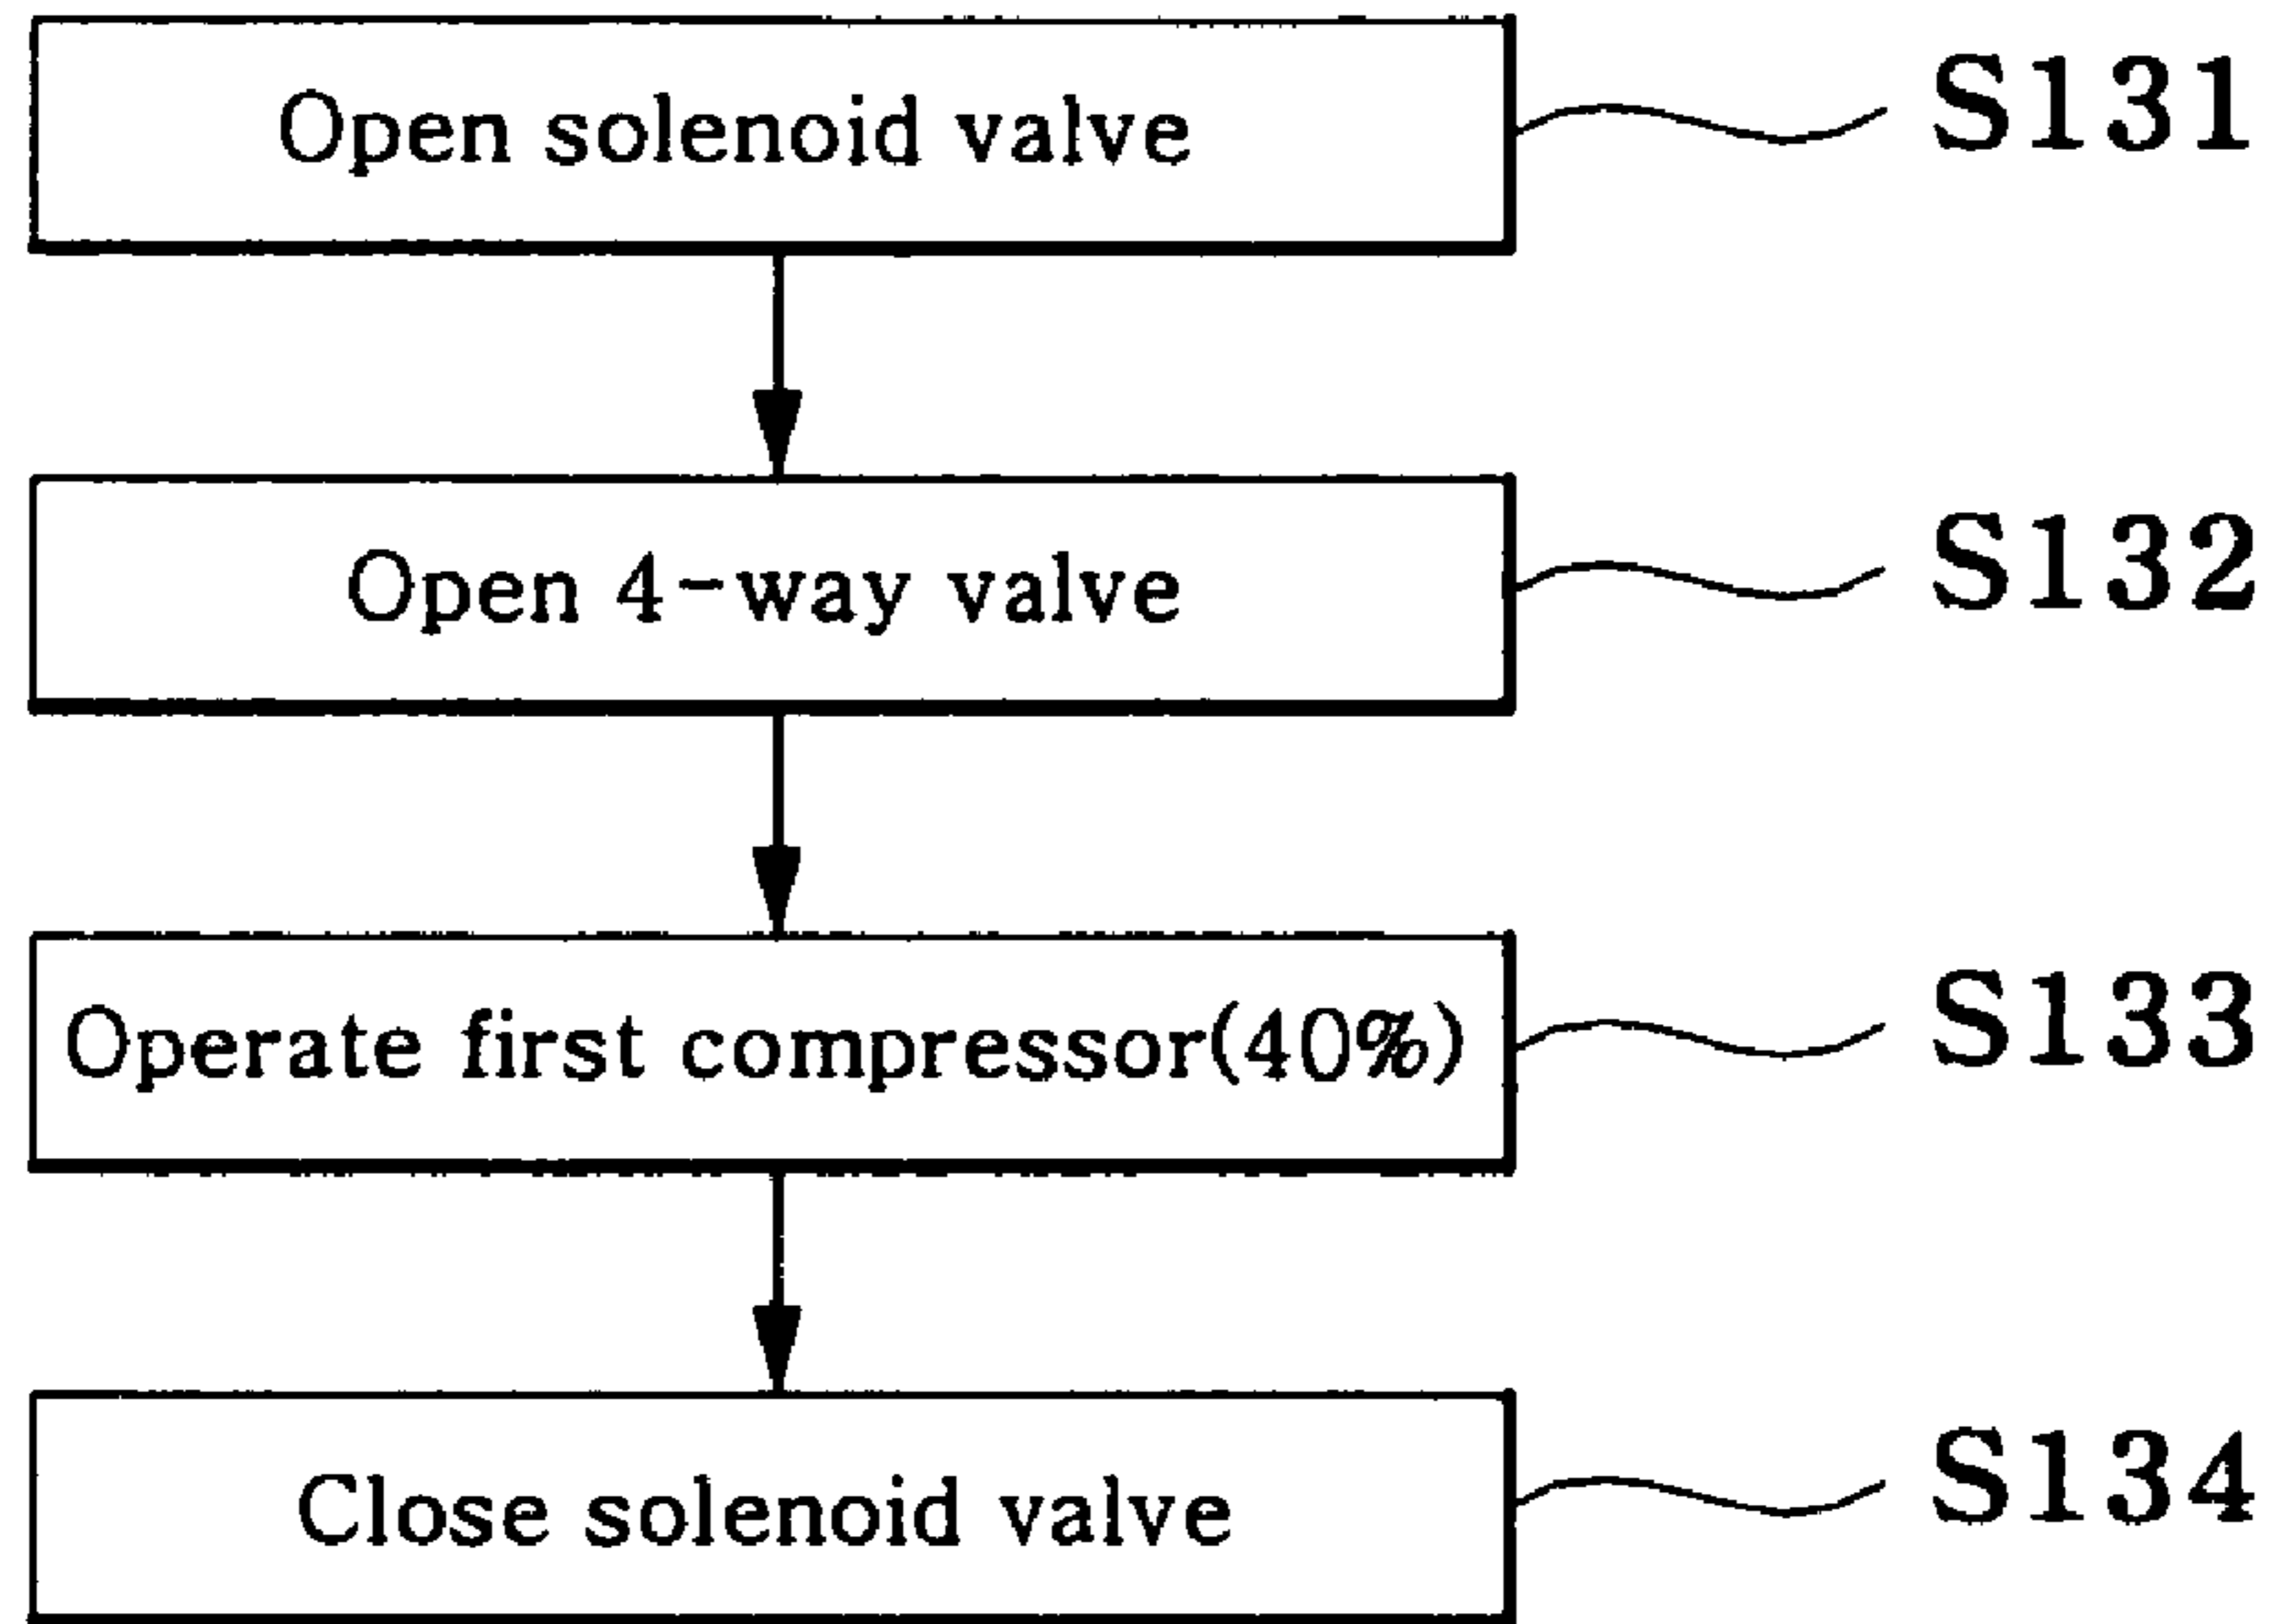 Open solenoid valve S131
Open 4-way valve S132
Operate first compressor(40%) S133
Close solenoid valve S134